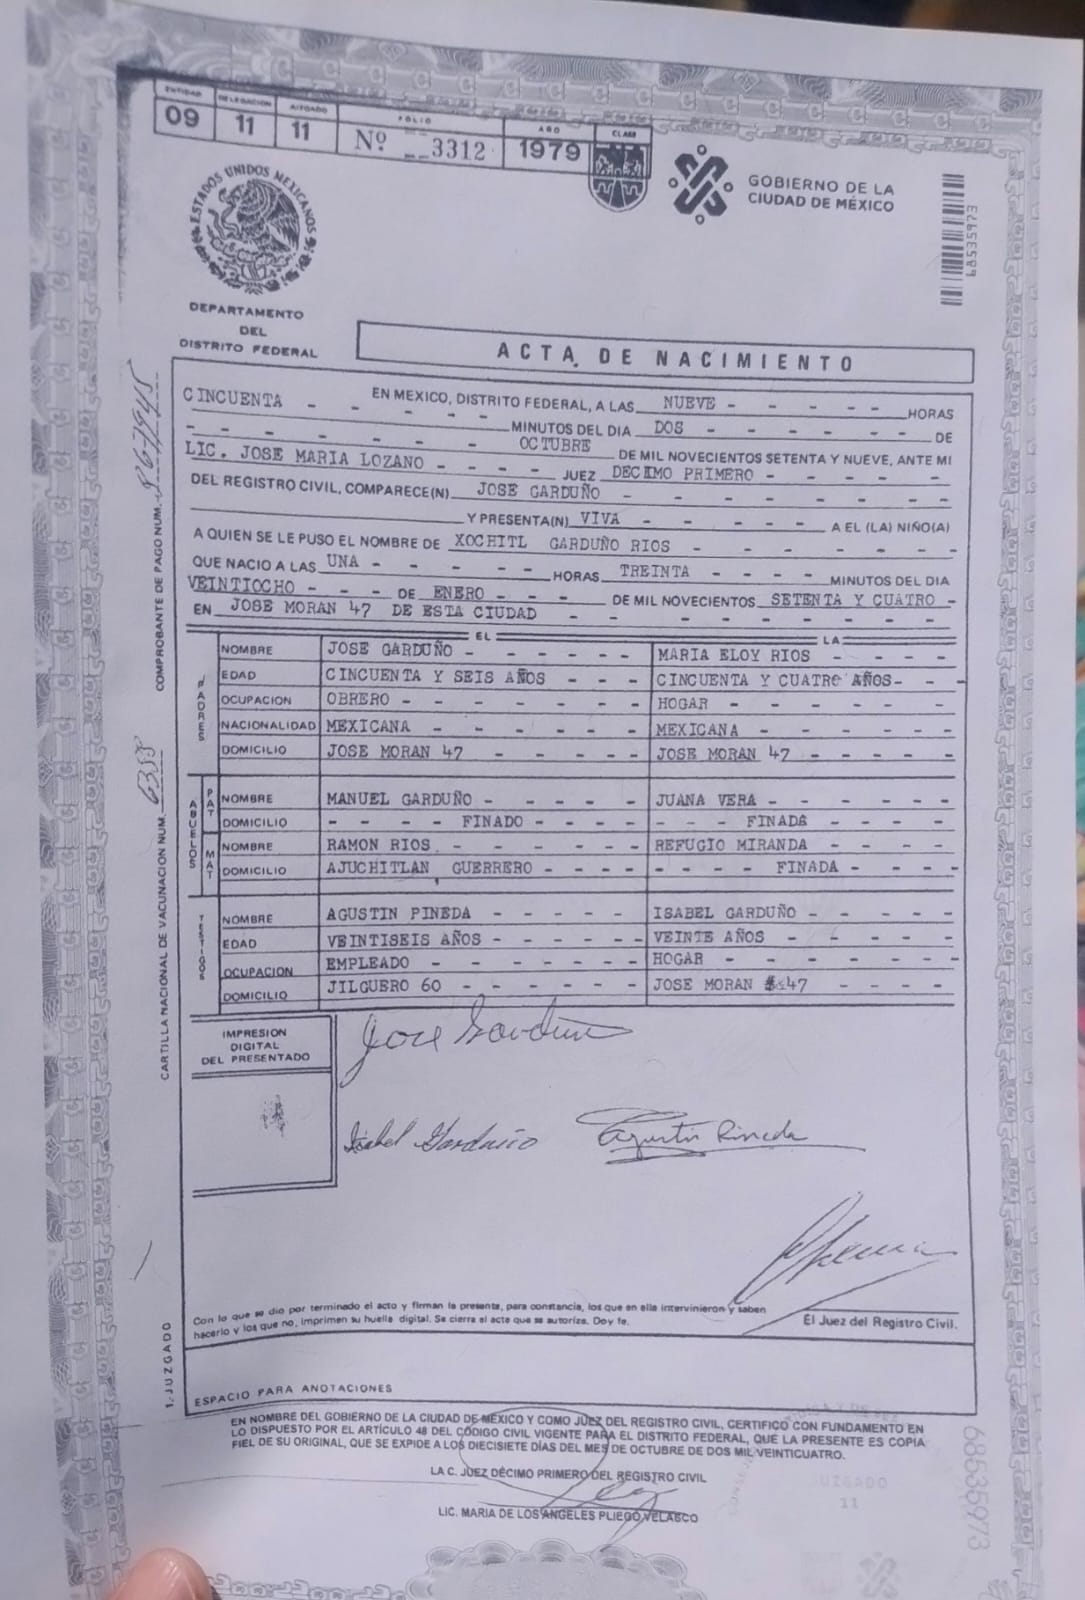 ENTIDAD DELEGACION JUZGADO FOLIO AÑO CLASE
09 11 11 Nº 3312 1979
ESTADOS UNIDOS MEXICANOS
GOBIERNO DE LA
CIUDAD DE MÉXICO
68535973
DEPARTAMENTO
DEL
DISTRITO FEDERAL
ACTA DE NACIMIENTO
EN MEXICO, DISTRITO FEDERAL, A LAS NUEVE - - - - - HORAS
CINCUENTA - - - - - - MINUTOS DEL DIA DOS - - - - - - DE
- - - - - - OCTUBRE DE MIL NOVECIENTOS SETENTA Y NUEVE, ANTE MI
LIC. JOSE MARIA LOZANO - - - - JUEZ DECIMO PRIMERO - - - - -
DEL REGISTRO CIVIL, COMPARECE(N) JOSE GARDUÑO - - - - - - -
Y PRESENTA(N) VIVA - - - - - A EL (LA) NIÑO(A)
A QUIEN SE LE PUSO EL NOMBRE DE XOCHITL GARDUÑO RIOS - - - - - -
QUE NACIO A LAS UNA - - - - - HORAS TREINTA - - - - MINUTOS DEL DIA
VEINTIOCHO - - - DE ENERO - - - DE MIL NOVECIENTOS SETENTA Y CUATRO -
EN JOSE MORAN 47 DE ESTA CIUDAD - - - - - - - - -
EL LA
PADRES
NOMBRE JOSE GARDUÑO - - - - - - MARIA ELOY RIOS - - - -
EDAD CINCUENTA Y SEIS AÑOS - - - CINCUENTA Y CUATRO AÑOS - - -
OCUPACION OBRERO - - - - - - HOGAR - - - - - -
NACIONALIDAD MEXICANA - - - - - - MEXICANA - - - - - -
DOMICILIO JOSE MORAN 47 - - - - - JOSE MORAN 47 - - - - -
ABUELOS
PAT
NOMBRE MANUEL GARDUÑO - - - - JUANA VERA - - - - -
DOMICILIO - - - - FINADO - - - - - - - FINADA - - - -
MAT
NOMBRE RAMON RIOS - - - - - - REFUGIO MIRANDA - - - -
DOMICILIO AJUCHITLAN, GUERRERO - - - - - - - - FINADA - - - -
TESTIGOS
NOMBRE AGUSTIN PINEDA - - - - - ISABEL GARDUÑO - - - - -
EDAD VEINTISEIS AÑOS - - - - - VEINTE AÑOS - - - - -
OCUPACION EMPLEADO - - - - - - HOGAR - - - - - - -
DOMICILIO JILGUERO 60 - - - - - - JOSE MORAN 47 - - - -
IMPRESION
DIGITAL
DEL PRESENTADO
Jose Garduño
Isabel Garduño Agustin Pineda
Con lo que se dio por terminado el acto y firman la presente, para constancia, los que en ella intervinieron y saben
hacerlo y los que no, imprimen su huella digital. Se cierra el acta que se autoriza. Doy fe.
El Juez del Registro Civil.
ESPACIO PARA ANOTACIONES
COMPROBANTE DE PAGO NUM. 867945
CARTILLA NACIONAL DE VACUNACION NUM. 6358
1.-JUZGADO
EN NOMBRE DEL GOBIERNO DE LA CIUDAD DE MÉXICO Y COMO JUEZ DEL REGISTRO CIVIL, CERTIFICO CON FUNDAMENTO EN
LO DISPUESTO POR EL ARTÍCULO 48 DEL CÓDIGO CIVIL VIGENTE PARA EL DISTRITO FEDERAL, QUE LA PRESENTE ES COPIA
FIEL DE SU ORIGINAL, QUE SE EXPIDE A LOS DIECISIETE DÍAS DEL MES DE OCTUBRE DE DOS MIL VEINTICUATRO.
LA C. JUEZ DÉCIMO PRIMERO DEL REGISTRO CIVIL
LIC. MARIA DE LOS ANGELES PLIEGO VELASCO
JUZGADO
11
68535973